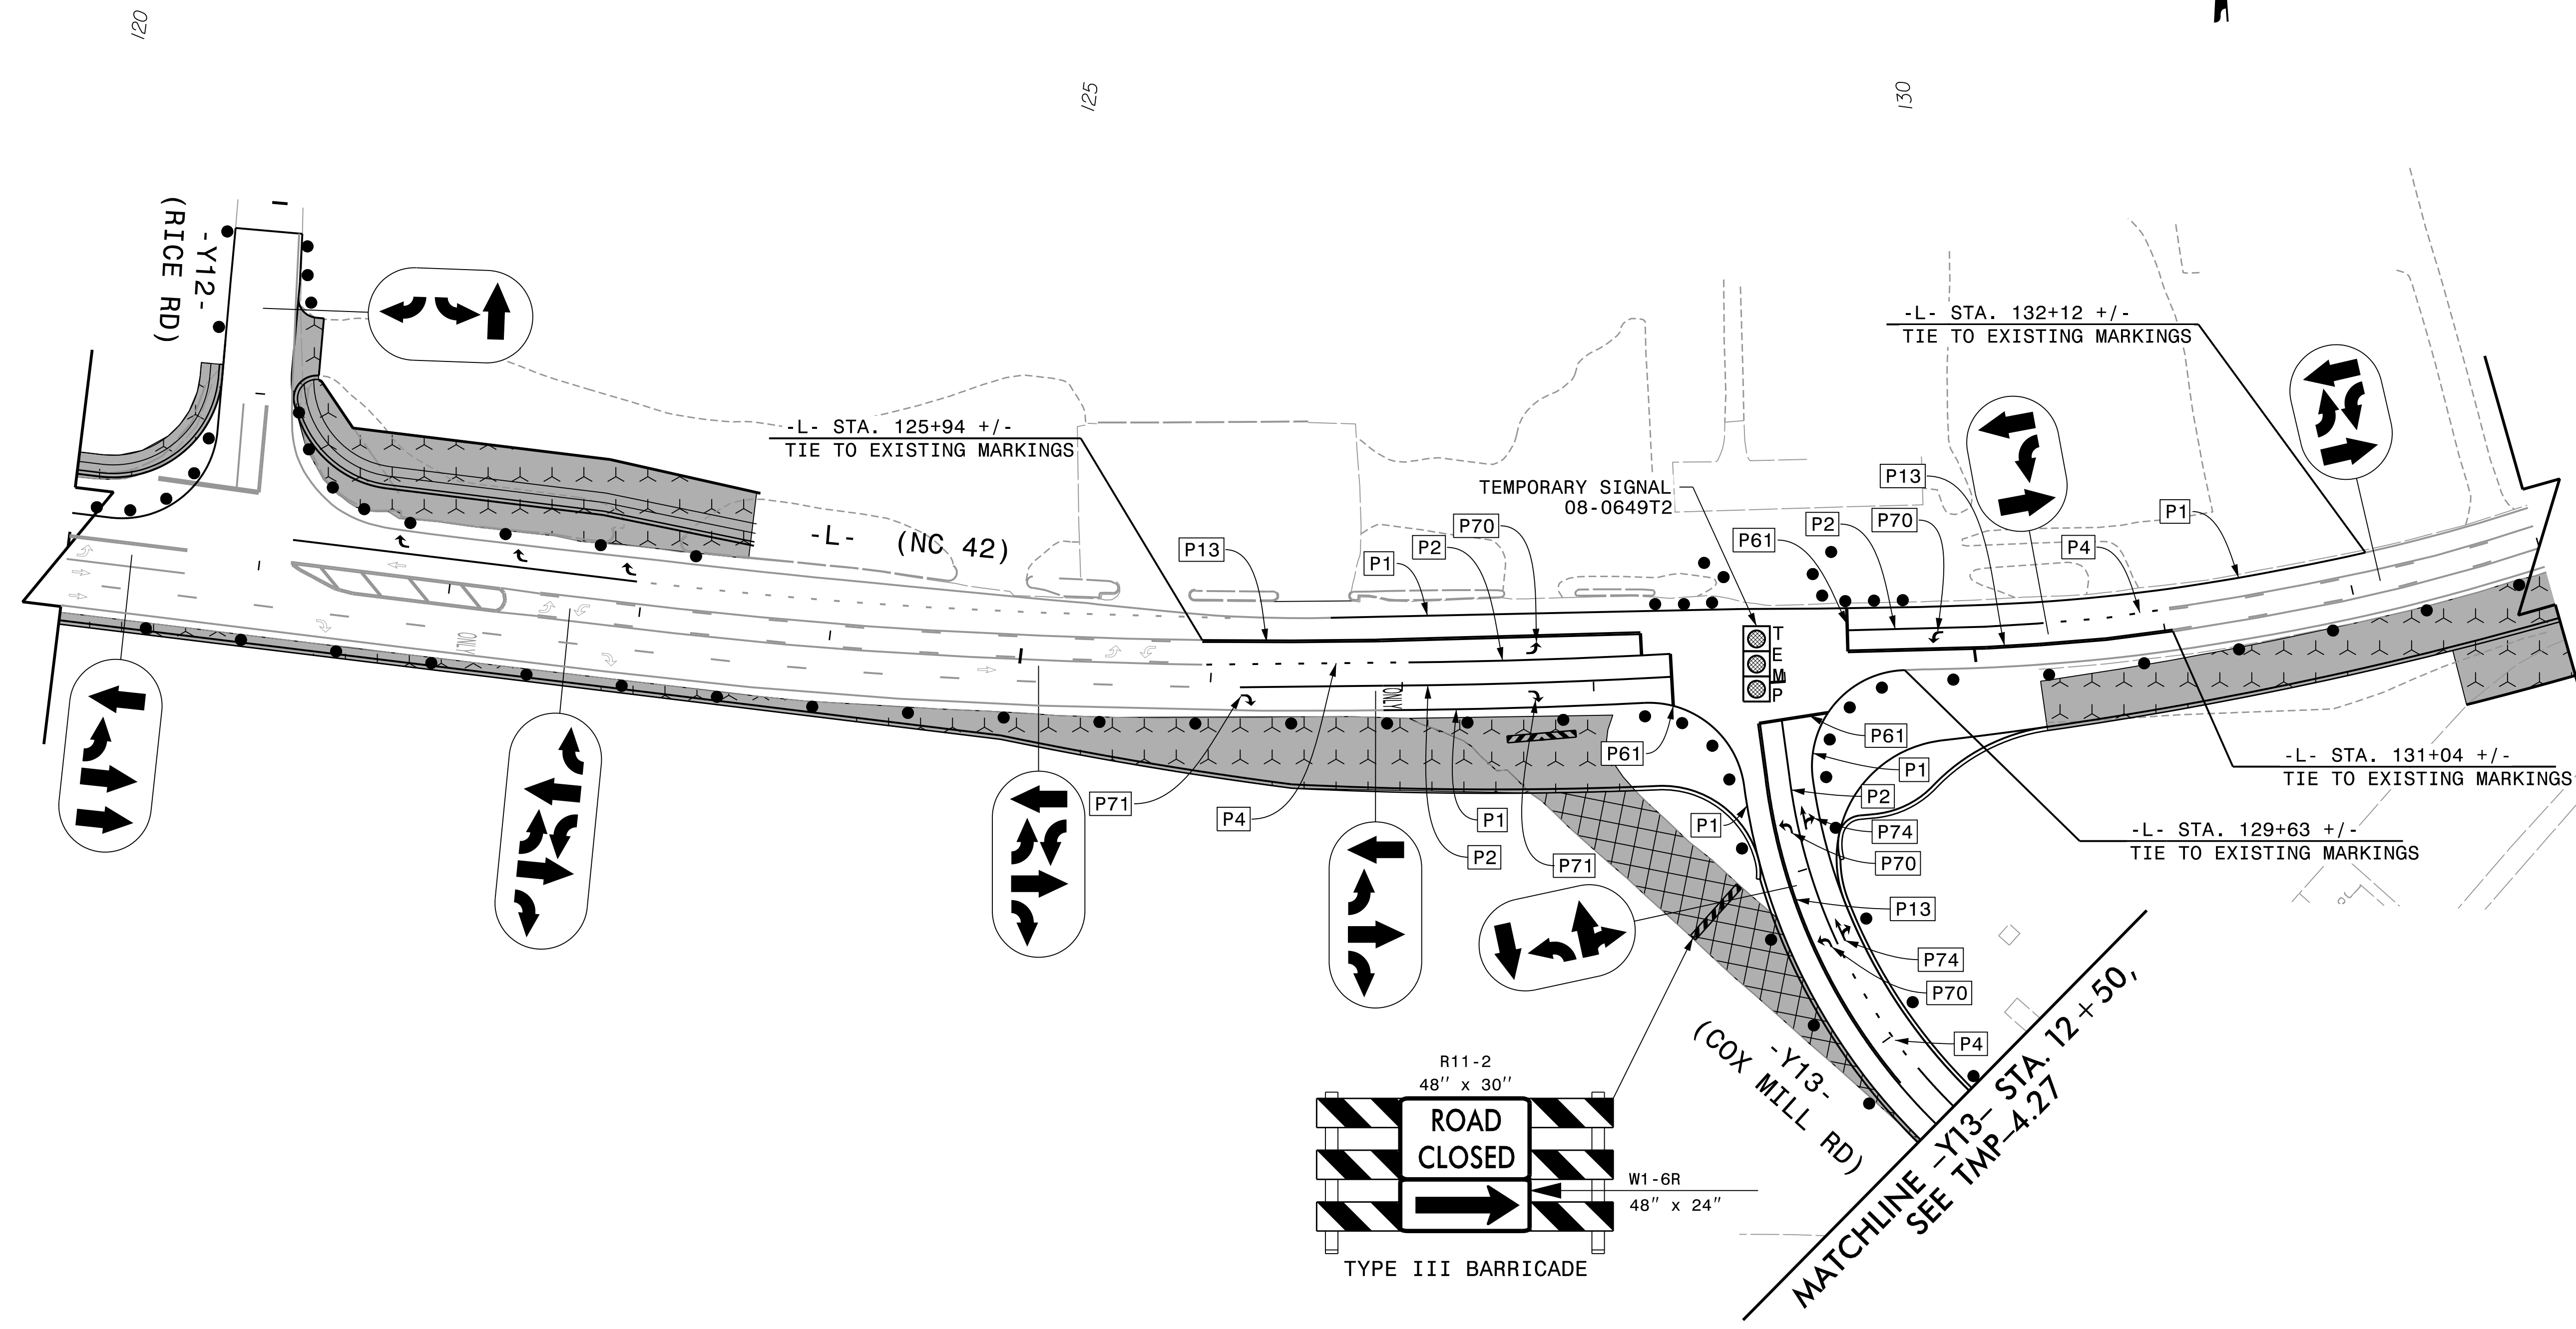 120
125
130
-Y12-
(RICE RD)
-L- STA. 132+12 +/-
TIE TO EXISTING MARKINGS
-L- STA. 125+94 +/-
TIE TO EXISTING MARKINGS
-L- (NC 42)
TEMPORARY SIGNAL
08-0649T2
P13
P1
P2
P70
P61
P2
P70
P13
P4
P1
TEMP
ONLY
ONLY
P71
P4
P1
P2
P71
P61
P1
P61
P1
P2
P74
P70
P13
P74
P70
P4
-L- STA. 131+04 +/-
TIE TO EXISTING MARKINGS
-L- STA. 129+63 +/-
TIE TO EXISTING MARKINGS
-Y13-
(COX MILL RD)
MATCHLINE -Y13- STA. 12+50,
SEE TMP-4.27
R11-2
48" x 30"
ROAD
CLOSED
W1-6R
48" x 24"
TYPE III BARRICADE